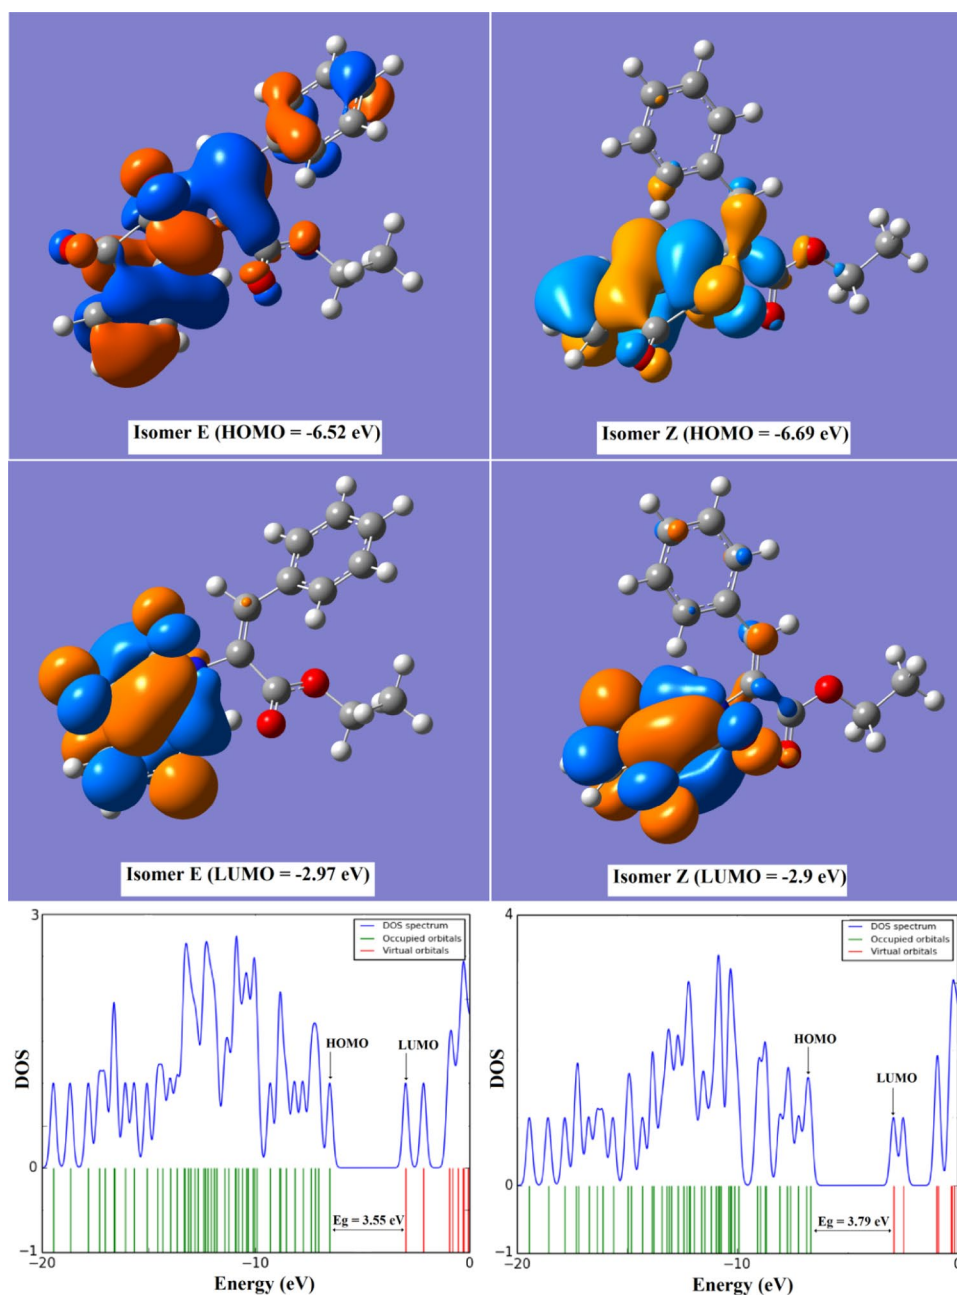 Isomer E (HOMO = -6.52 eV)
Isomer Z (HOMO = -6.69 eV)
Isomer E (LUMO = -2.97 eV)
Isomer Z (LUMO = -2.9 eV)
3
DOS spectrum
Occupied orbitals
Virtual orbitals
HOMO
LUMO
DOS
0
Eg = 3.55 eV
−1
−20
−10
0
Energy (eV)
4
DOS spectrum
Occupied orbitals
Virtual orbitals
HOMO
LUMO
DOS
0
Eg = 3.79 eV
−1
−20
−10
0
Energy (eV)